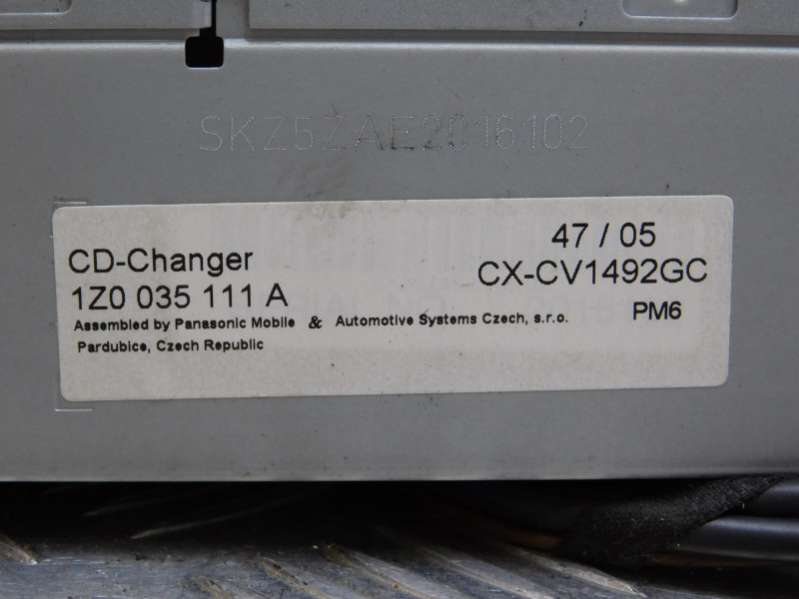 SKZ5ZAE2016102
47 / 05
CD-Changer
CX-CV1492GC
1Z0 035 111 A
PM6
Assembled by Panasonic Mobile & Automotive Systems Czech, s.r.o.
Pardubice, Czech Republic